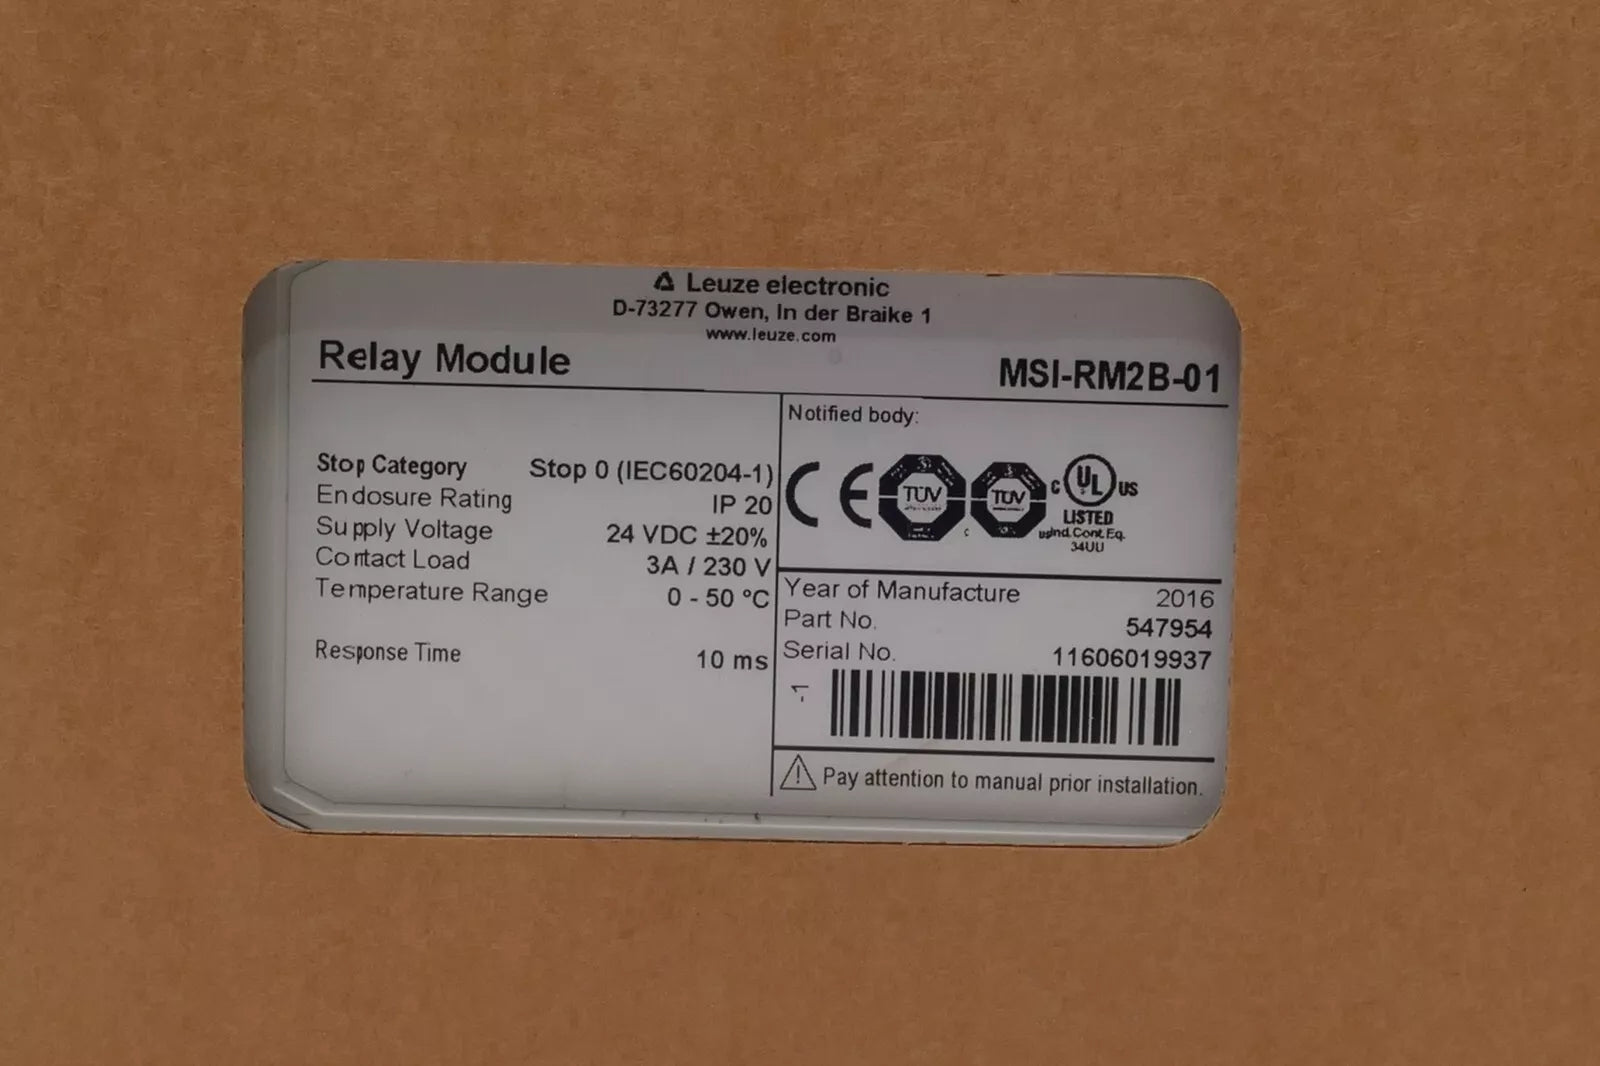 Leuze electronic
D-73277 Owen, In der Braike 1
www.leuze.com
Relay Module MSI-RM2B-01
Stop Category Stop 0 (IEC60204-1)
Enclosure Rating IP 20
Supply Voltage 24 VDC ±20%
Contact Load 3A / 230 V
Temperature Range 0 - 50 °C
Response Time 10 ms
Notified body:
CE TÜV TÜV C UL US
LISTED
Ind. Cont. Eq.
34UU
Year of Manufacture 2016
Part No. 547954
Serial No. 11606019937
-1
Pay attention to manual prior installation.